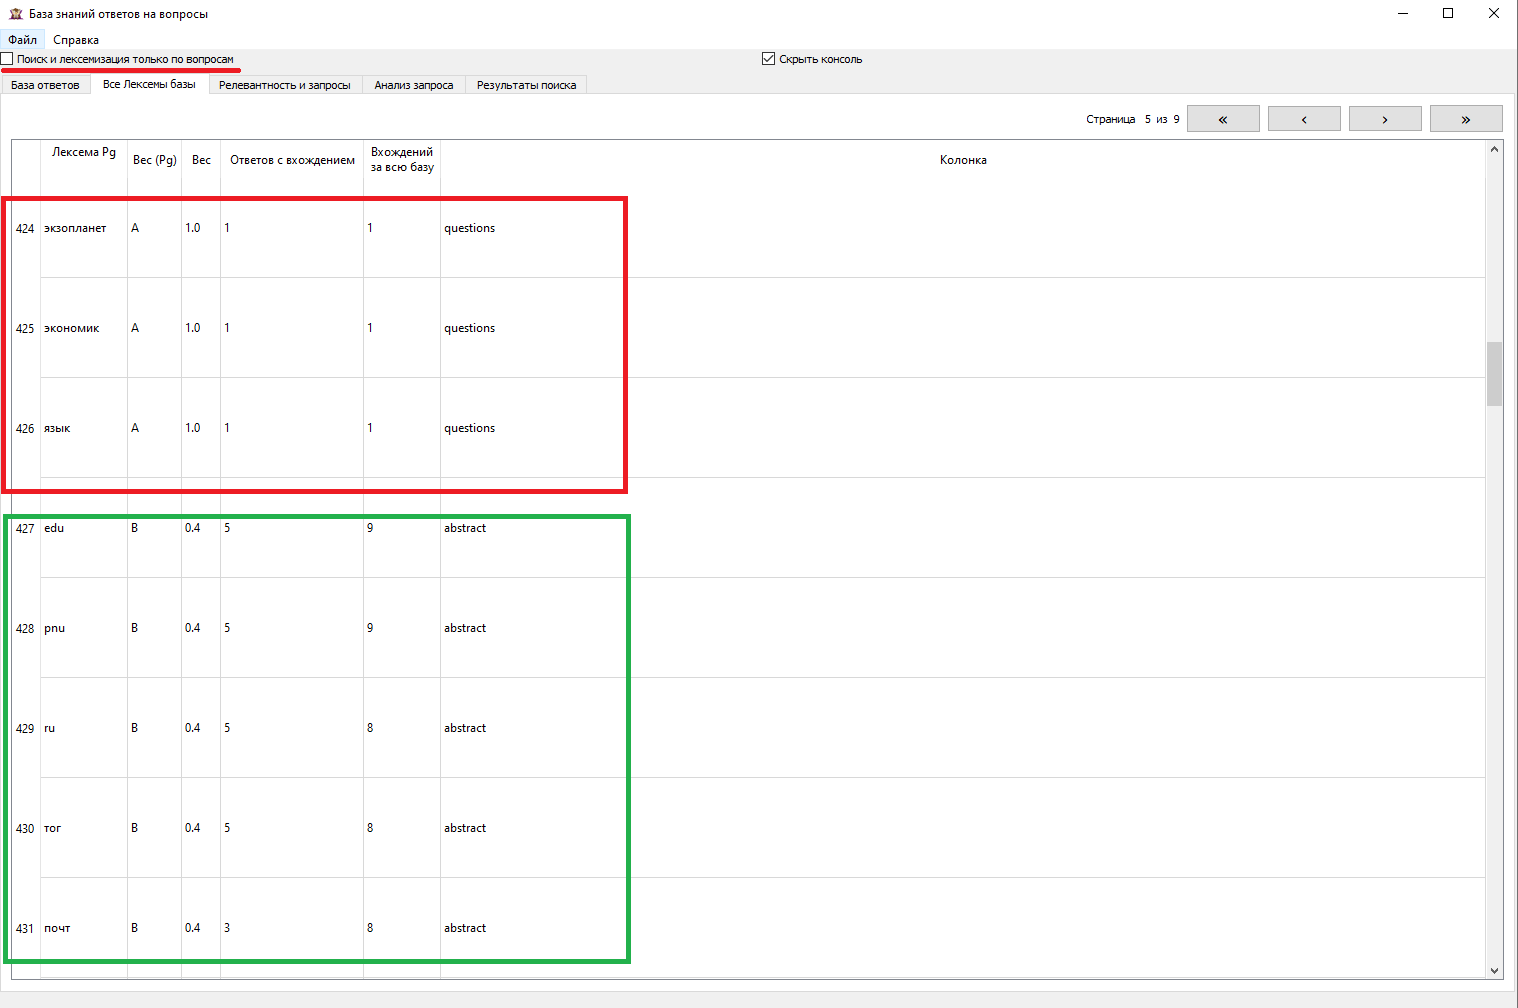 База знаний ответов на вопросы
Файл Справка
Поиск и лексемизация только по вопросам Скрыть консоль
База ответов Все Лексемы базы Релевантность и запросы Анализ запроса Результаты поиска
Страница 5 из 9 « ‹ › »
Лексема Pg Вес (Pg) Вес Ответов с вхождением Вхождений за всю базу Колонка
424 экзопланет A 1.0 1 1 questions
425 экономик A 1.0 1 1 questions
426 язык A 1.0 1 1 questions
427 edu B 0.4 5 9 abstract
428 pnu B 0.4 5 9 abstract
429 ru B 0.4 5 8 abstract
430 тог B 0.4 5 8 abstract
431 почт B 0.4 3 8 abstract